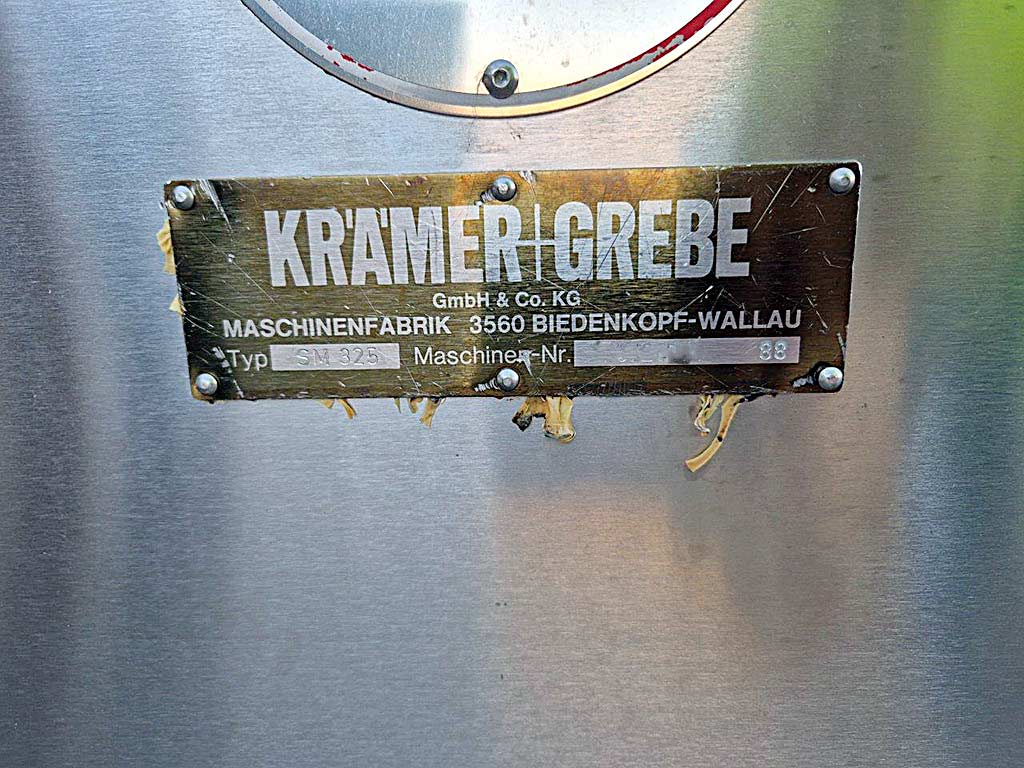 KRÄMER+GREBE
GmbH & Co. KG
MASCHINENFABRIK 3560 BIEDENKOPF-WALLAU
Typ SM 325 Maschinen-Nr. 88